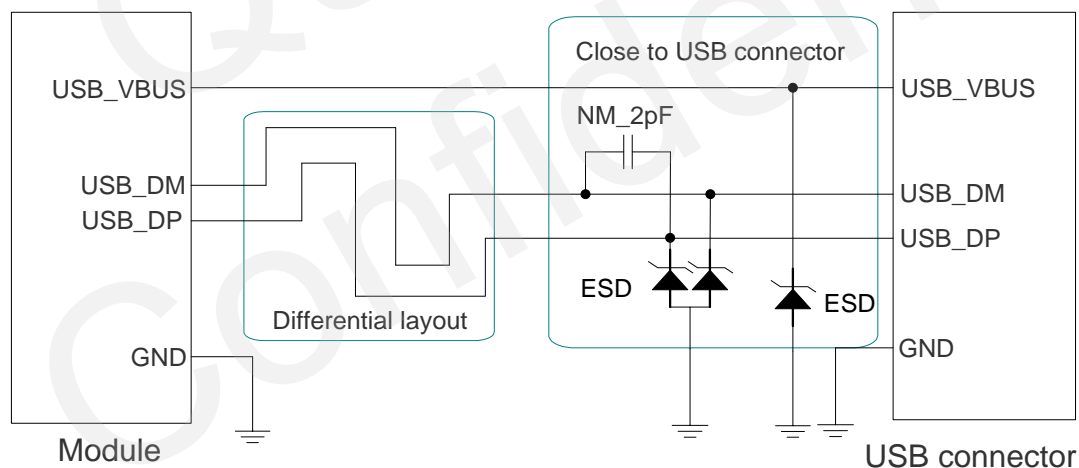 Close to USB connector
USB_VBUS
USB_VBUS
NM_2pF
USB_DM
USB_DM
USB_DP
USB_DP
ESD
ESD
Differential layout
GND
GND
Module
USB connector
Confiden